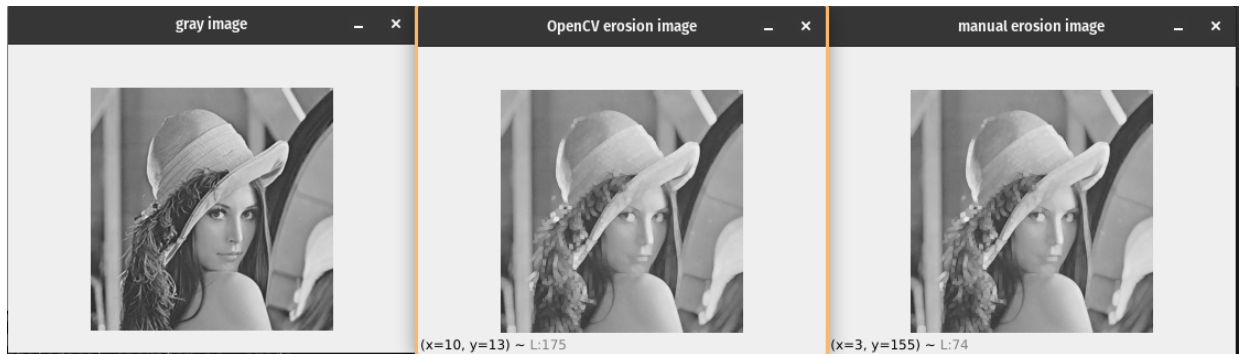 gray image
OpenCV erosion image
manual erosion image
(x=10, y=13) ~ L:175
(x=3, y=155) ~ L:74